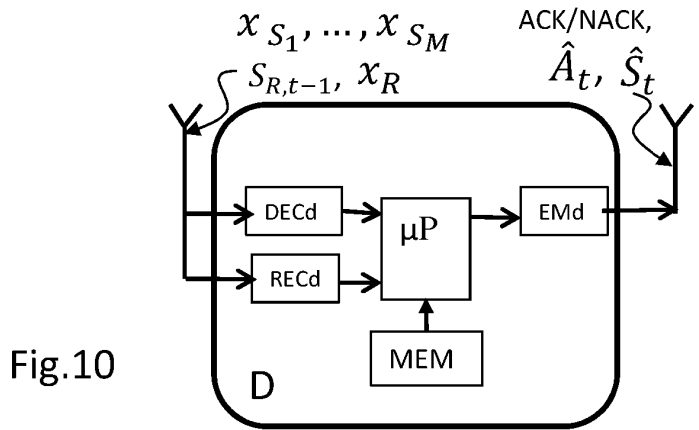 x_{S_1}, ..., x_{S_M}
S_{R,t−1}, x_R
ACK/NACK,
Â_t, Ŝ_t
DECd
µP
EMd
RECd
MEM
Fig.10
D